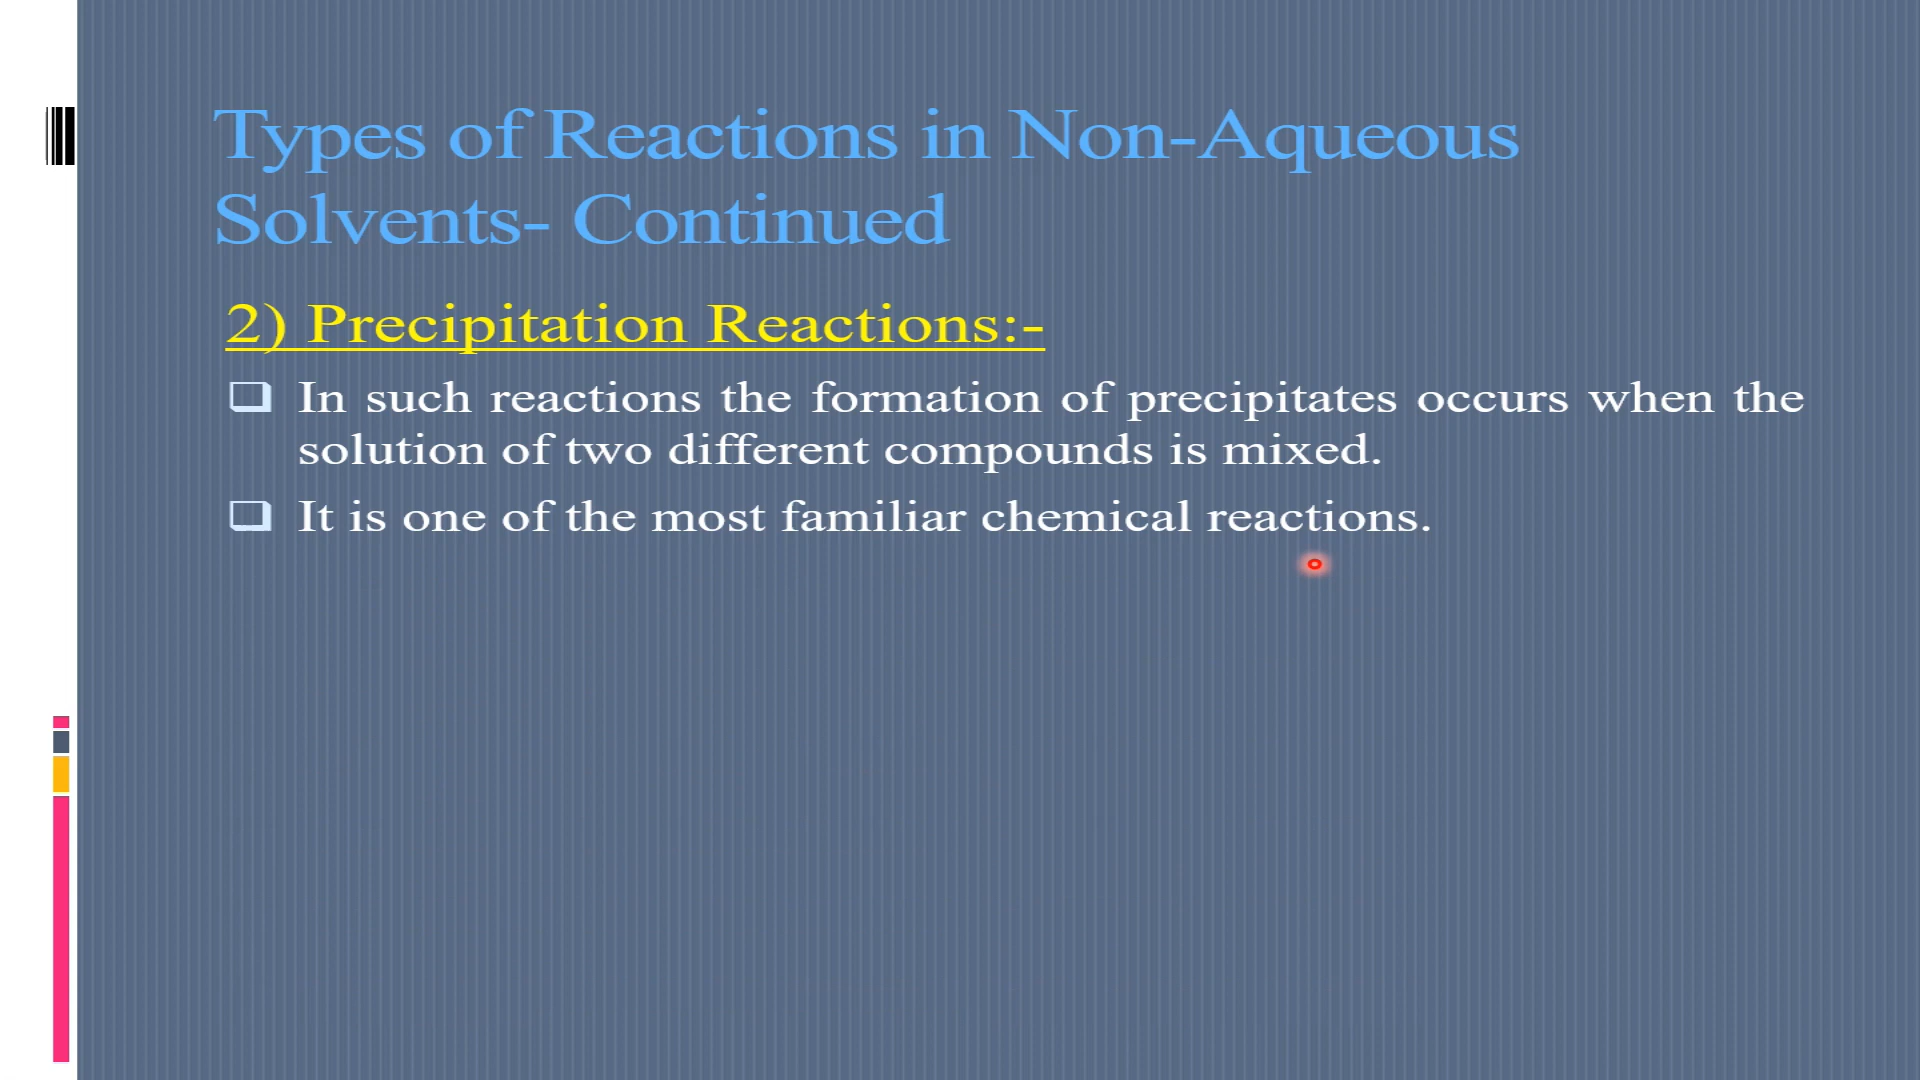 Types of Reactions in Non-Aqueous
Solvents- Continued
2) Precipitation Reactions:-
In such reactions the formation of precipitates occurs when the
solution of two different compounds is mixed.
It is one of the most familiar chemical reactions.